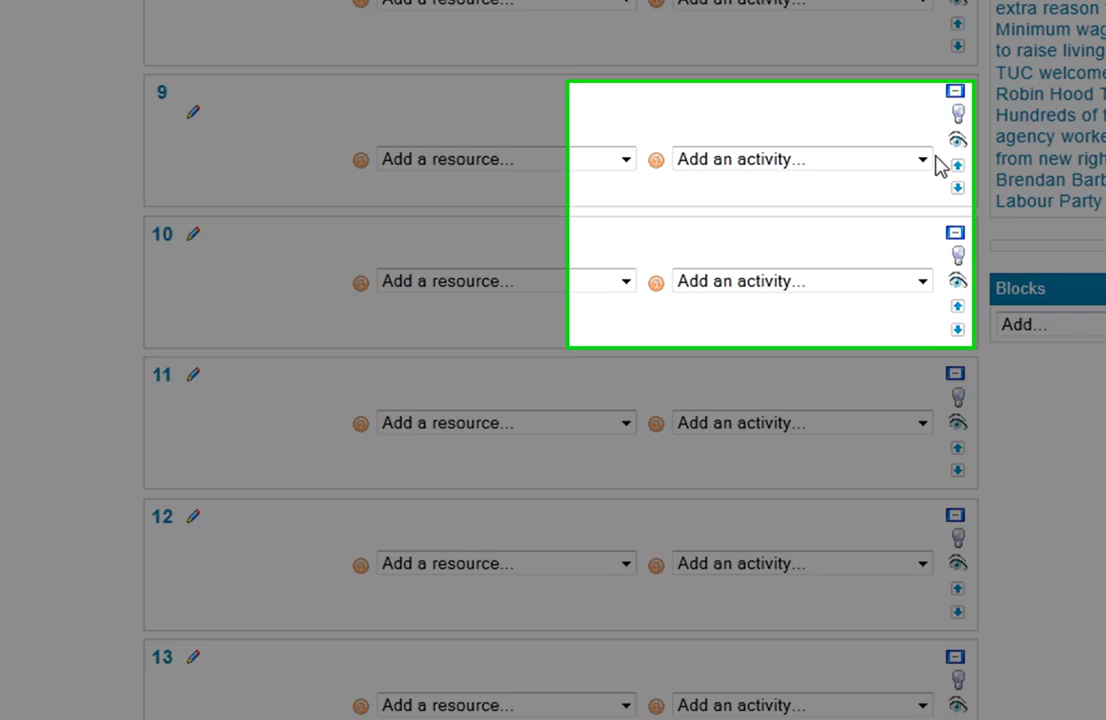 Add a resource... Add an activity...
extra reason
Minimum wag
to raise living
TUC welcome
Robin Hood T
Hundreds of f
agency worke
from new righ
Brendan Barb
Labour Party
9
Add a resource... Add an activity...
10
Add a resource... Add an activity...
Blocks
Add...
11
Add a resource... Add an activity...
12
Add a resource... Add an activity...
13
Add a resource... Add an activity...